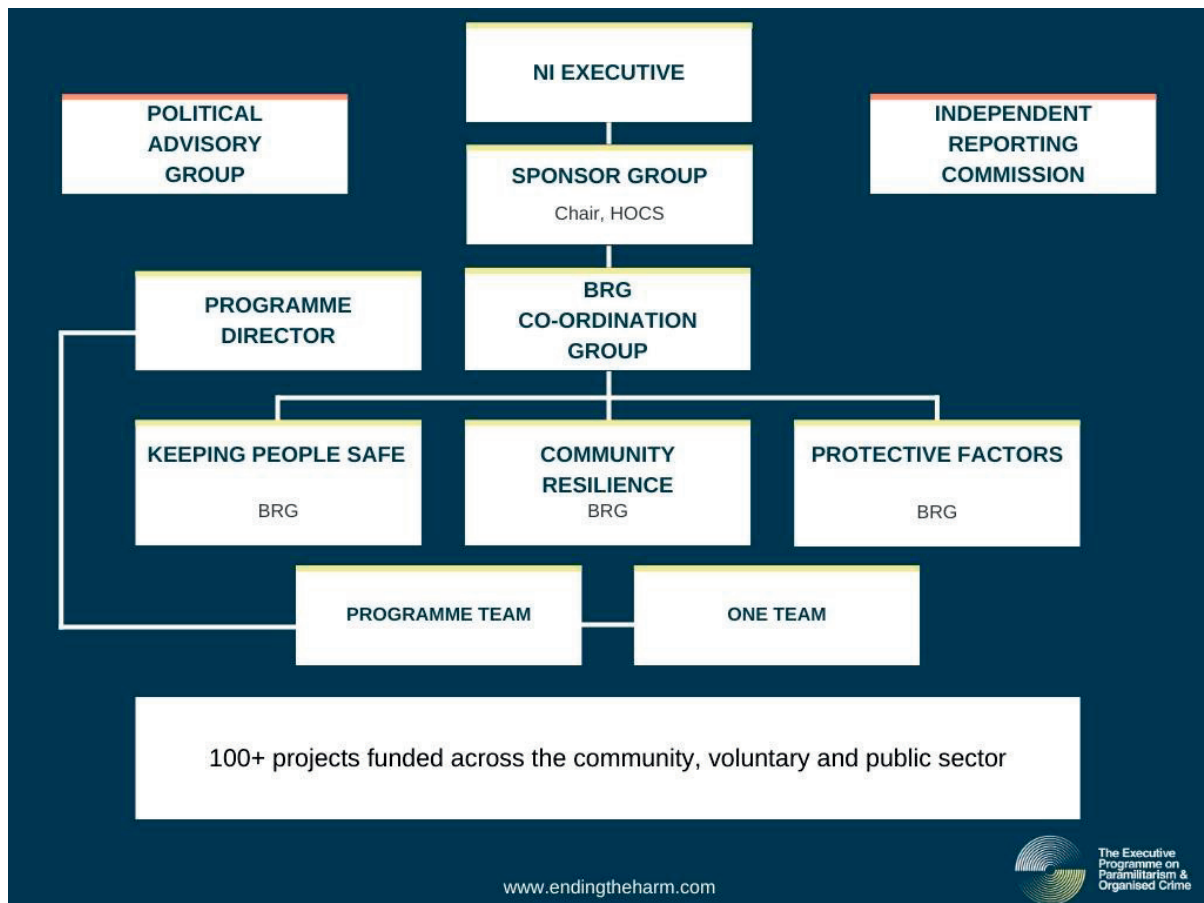 NI EXECUTIVE
POLITICAL
ADVISORY
GROUP
INDEPENDENT
REPORTING
COMMISSION
SPONSOR GROUP
Chair, HOCS
PROGRAMME
DIRECTOR
BRG
CO-ORDINATION
GROUP
KEEPING PEOPLE SAFE
BRG
COMMUNITY
RESILIENCE
BRG
PROTECTIVE FACTORS
BRG
PROGRAMME TEAM
ONE TEAM
100+ projects funded across the community, voluntary and public sector
www.endingtheharm.com
The Executive
Programme on
Paramilitarism &
Organised Crime